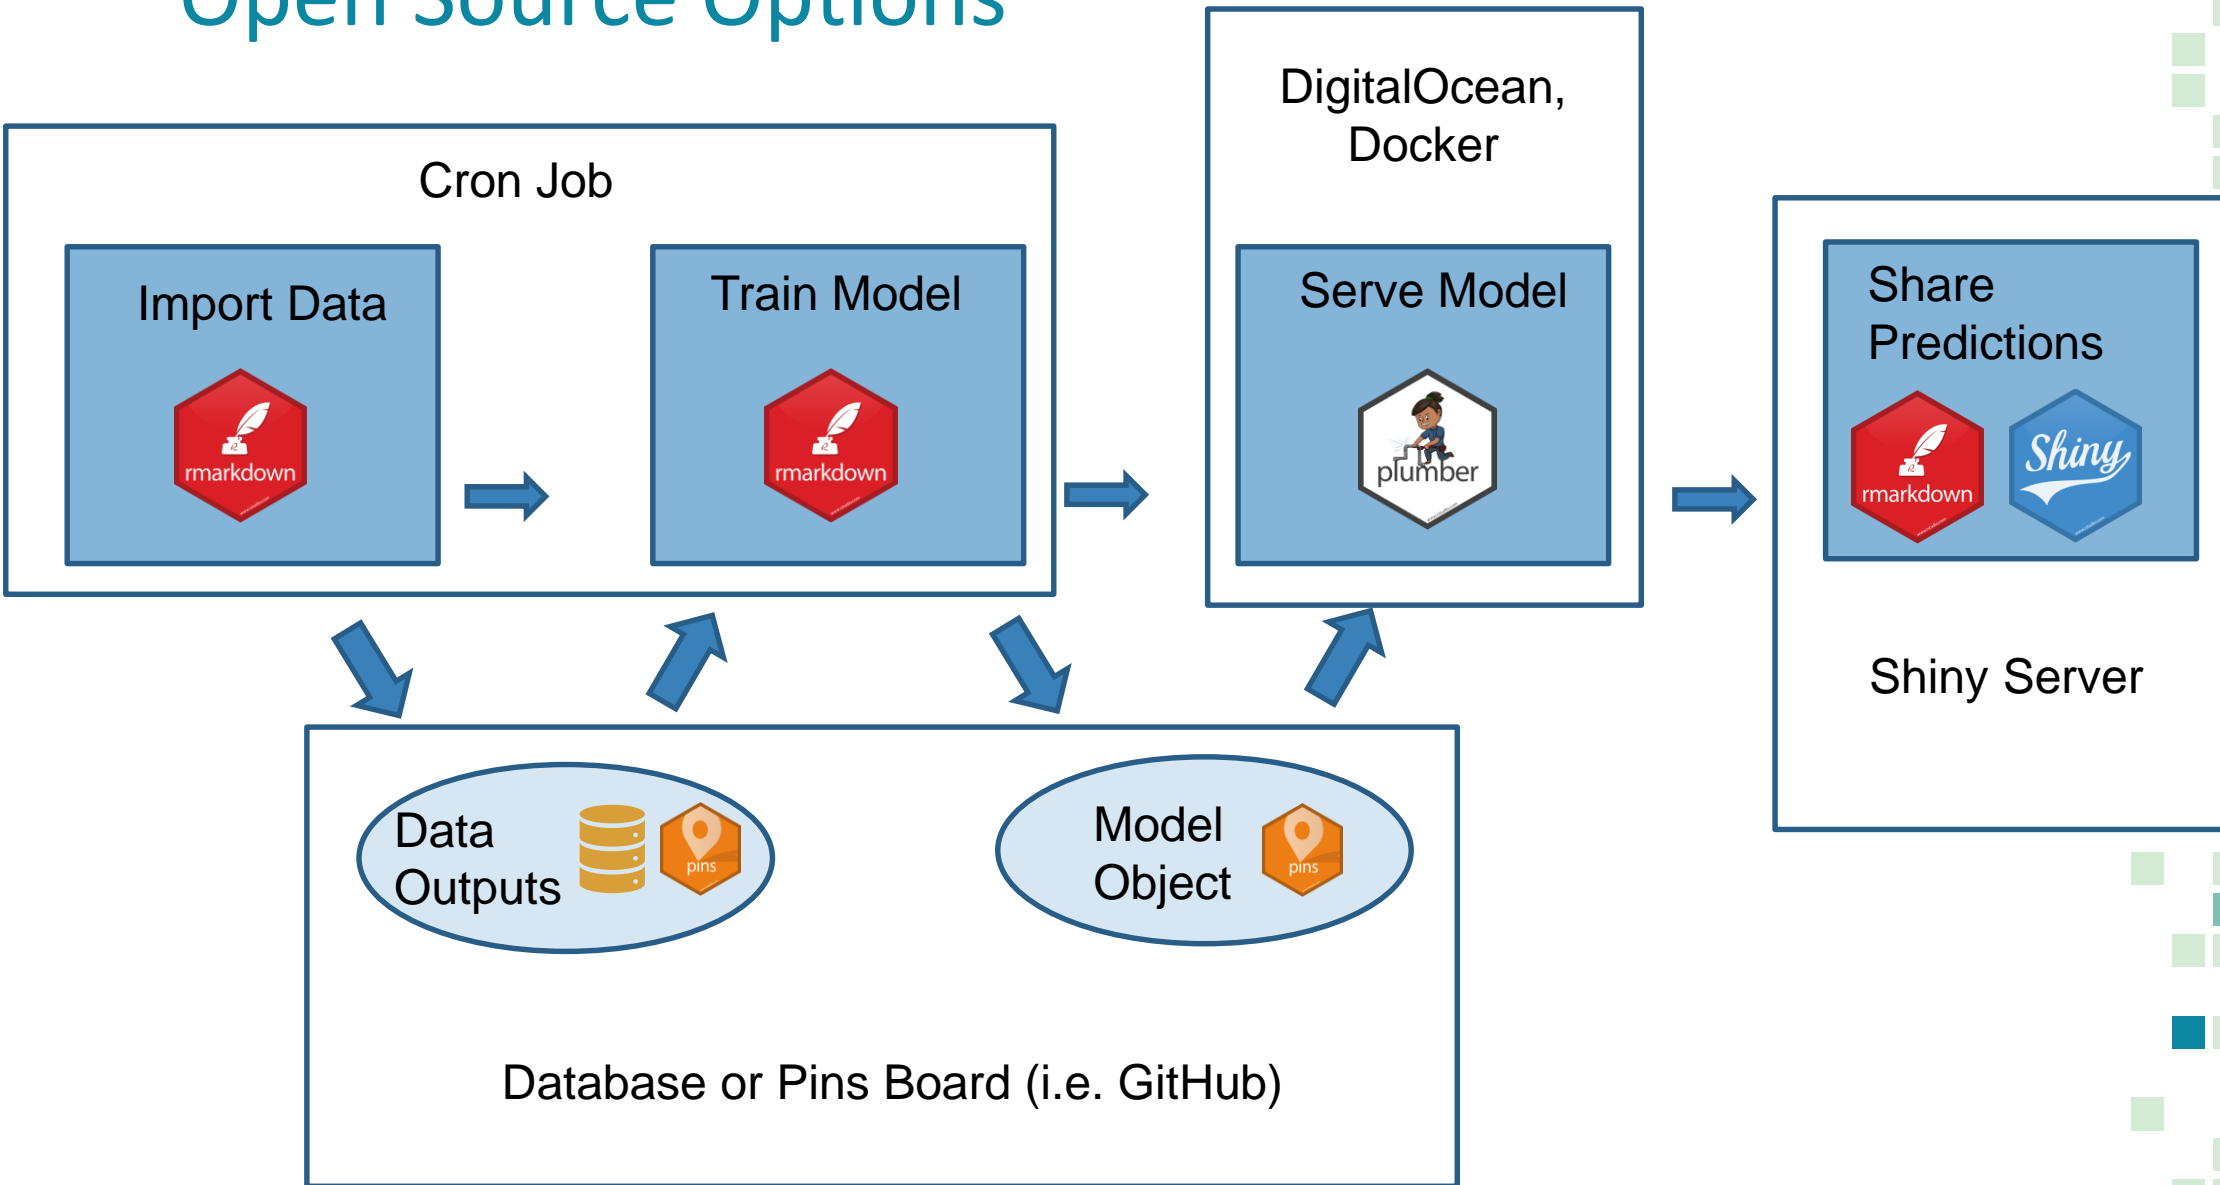 Open Source Options
DigitalOcean,
Docker
Cron Job
Import Data
rmarkdown
Train Model
rmarkdown
Serve Model
plumber
Share
Predictions
rmarkdown
Shiny
Shiny Server
Data
Outputs
pins
Model
Object
pins
Database or Pins Board (i.e. GitHub)